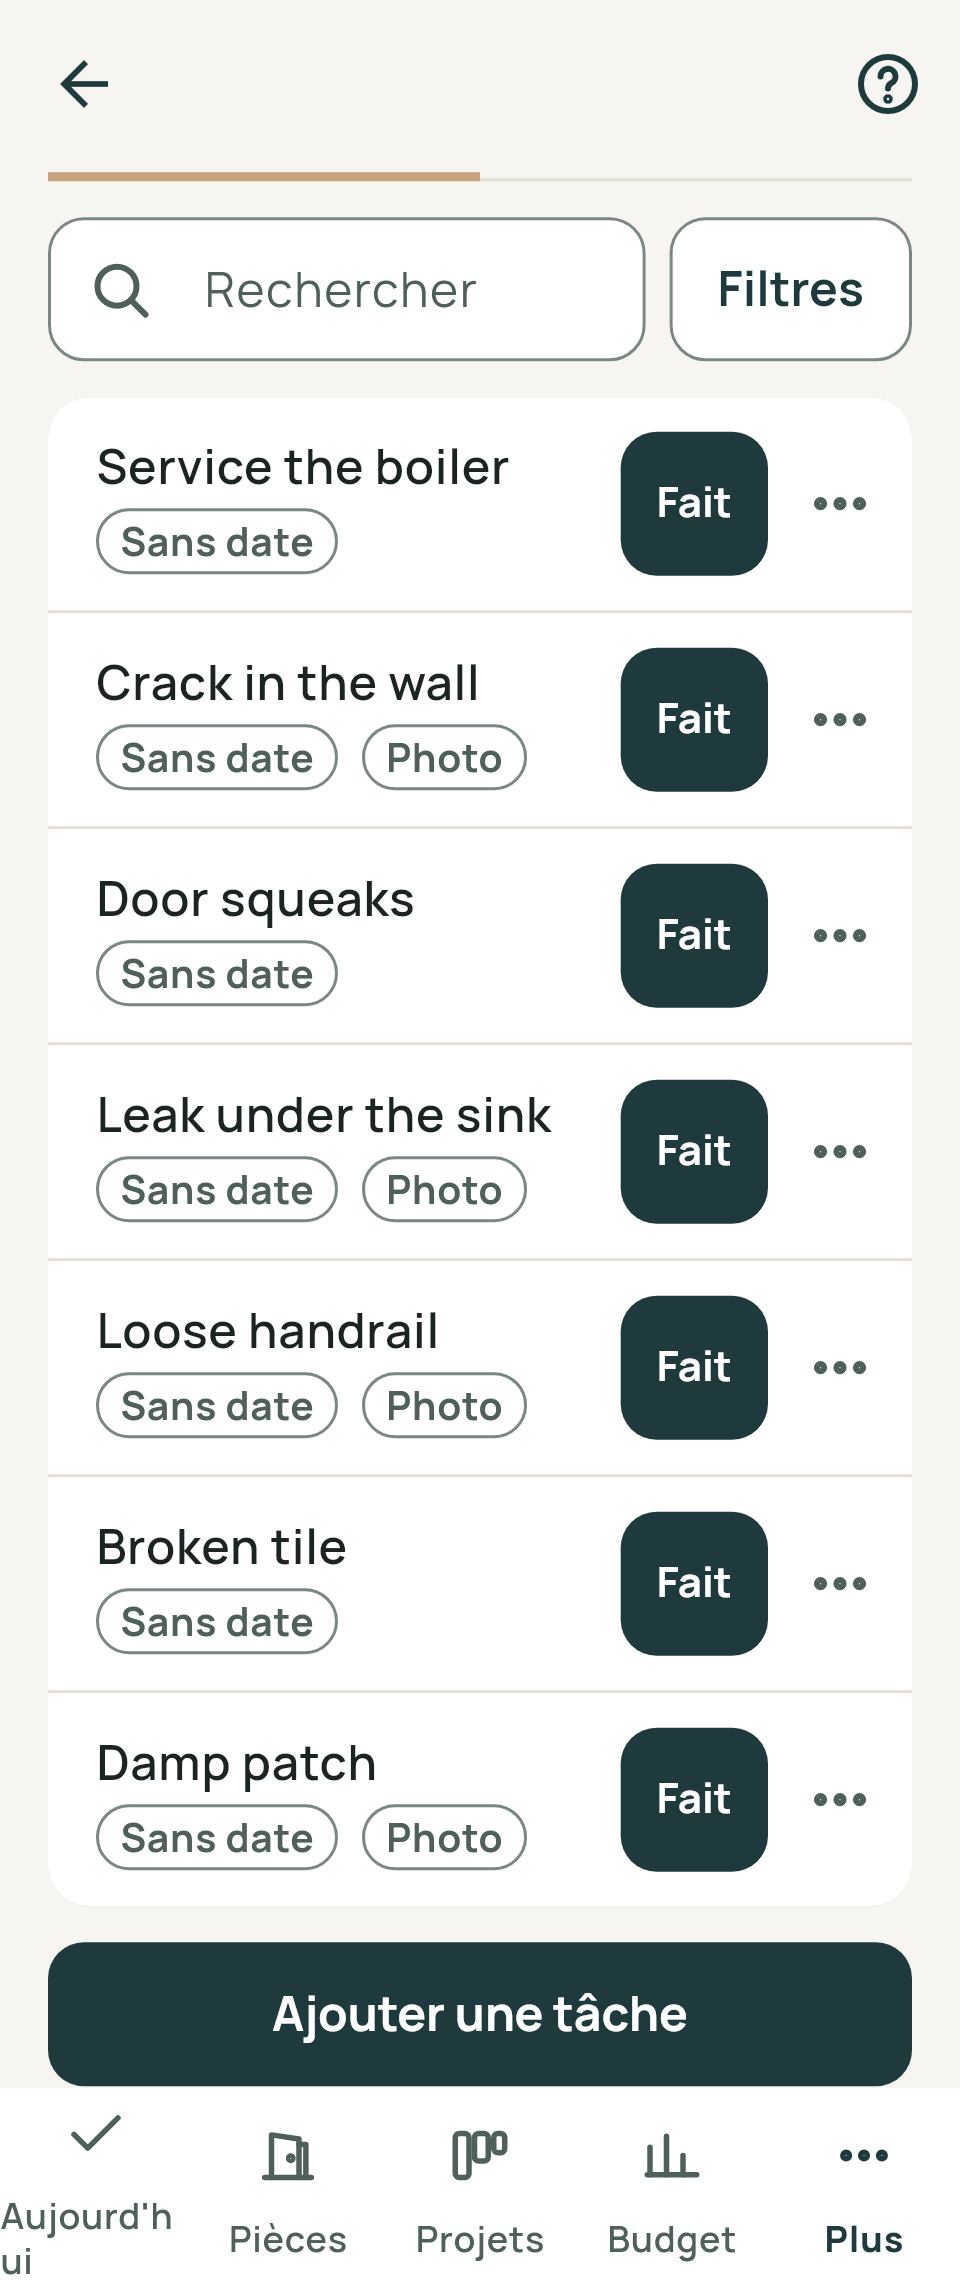 Rechercher
Filtres
Service the boiler
Sans date
Fait
Crack in the wall
Sans date Photo
Fait
Door squeaks
Sans date
Fait
Leak under the sink
Sans date Photo
Fait
Loose handrail
Sans date Photo
Fait
Broken tile
Sans date
Fait
Damp patch
Sans date Photo
Fait
Ajouter une tâche
Aujourd'h
ui
Pièces
Projets
Budget
Plus